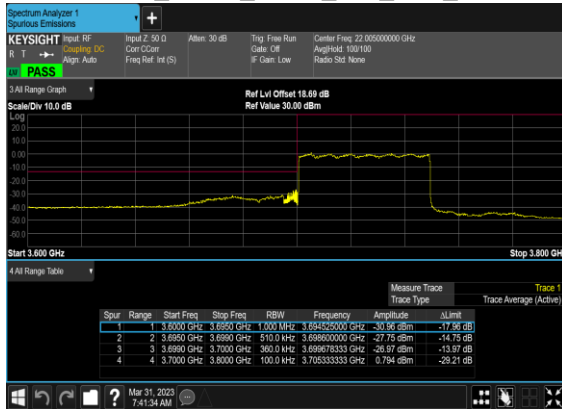 Spectrum Analyzer 1
Spurious Emissions
+
KEYSIGHT Input: RF Input Z: 50 Ω Atten: 30 dB Trig: Free Run Center Freq: 22.005000000 GHz
R T Coupling: DC Corr CCorr Gate: Off Avg|Hold: 100/100
Align: Auto Freq Ref: Int (S) IF Gain: Low Radio Std: None
PASS
3 All Range Graph Ref Lvl Offset 18.69 dB
Scale/Div 10.0 dB Ref Value 30.00 dBm
Log
20.0
10.0
0.00
-10.0
-20.0
-30.0
-40.0
-50.0
-60.0
Start 3.600 GHz Stop 3.800 GH
4 All Range Table
Measure Trace Trace 1
Trace Type Trace Average (Active)
Spur Range Start Freq Stop Freq RBW Frequency Amplitude ΔLimit
1 1 3.6000 GHz 3.6950 GHz 1.000 MHz 3.694525000 GHz -30.96 dBm -17.96 dB
2 2 3.6950 GHz 3.6990 GHz 510.0 kHz 3.698600000 GHz -27.75 dBm -14.75 dB
3 3 3.6990 GHz 3.7000 GHz 360.0 kHz 3.699678333 GHz -26.97 dBm -13.97 dB
4 4 3.7000 GHz 3.8000 GHz 100.0 kHz 3.705333333 GHz 0.794 dBm -29.21 dB
? Mar 31, 2023
7:41:34 AM